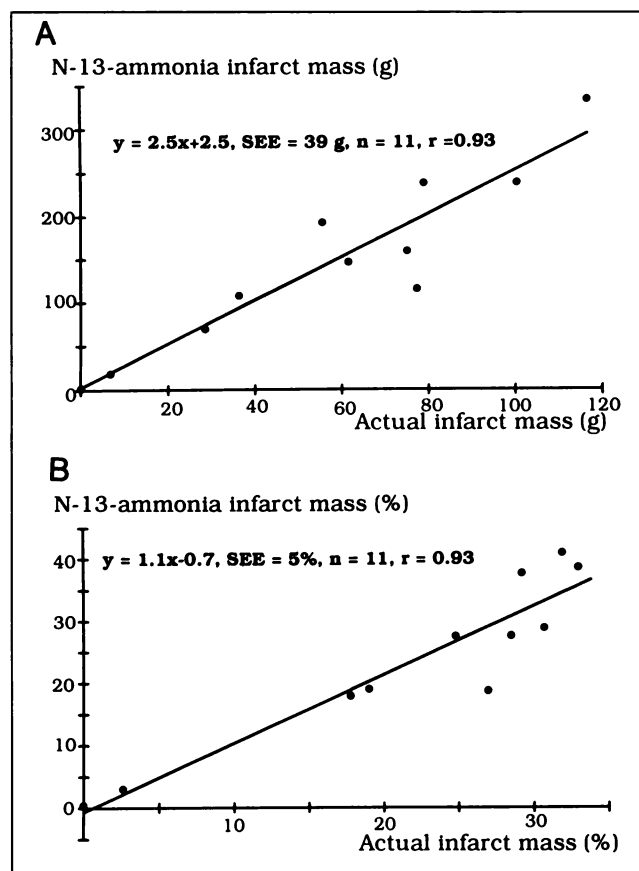 A
N-13-ammonia infarct mass (g)
y = 2.5x+2.5, SEE = 39 g, n = 11, r =0.93
300
200
100
0
20
40
60
80
100
120
Actual infarct mass (g)
B
N-13-ammonia infarct mass (%)
y = 1.1x-0.7, SEE = 5%, n = 11, r = 0.93
40
30
20
10
0
10
20
30
Actual infarct mass (%)